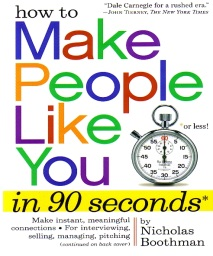 how to
"Dale Carnegie for a rushed era."
—JOHN TIERNEY, THE NEW YORK TIMES
Make
People
Like
You
*or less!
in 90 seconds*
Make instant, meaningful
connections • For interviewing,
selling, managing, pitching
(continued on back cover)
by
Nicholas
Boothman